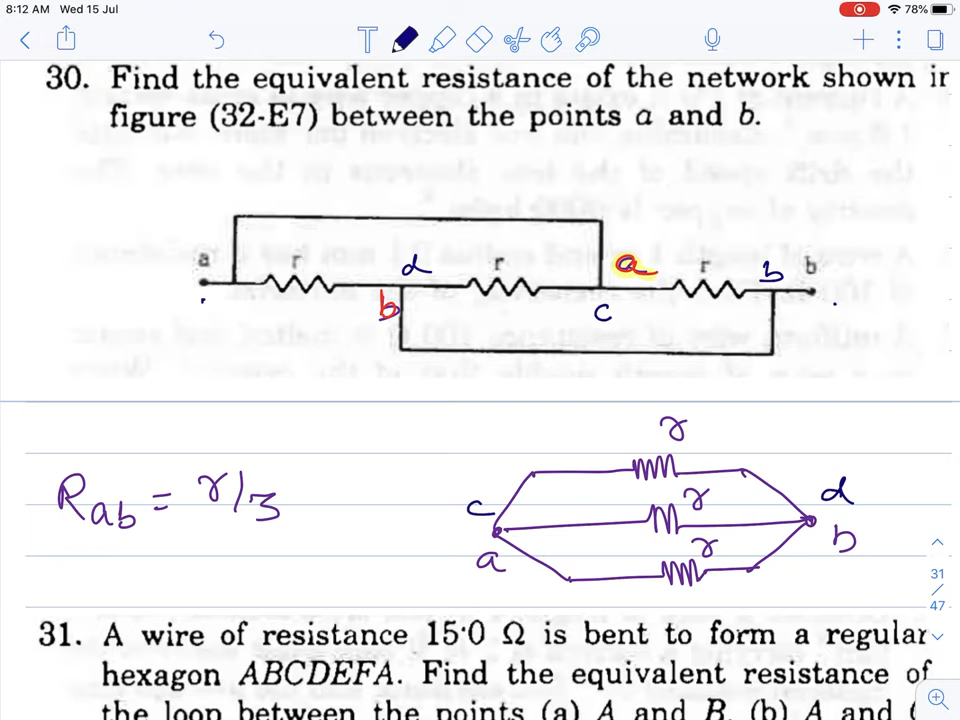 8:12 AM Wed 15 Jul
78%
30. Find the equivalent resistance of the network shown in
figure (32-E7) between the points a and b.
a r d r a r b b
b c
r
Rab = r/3
c r d
a r b
31
/
47
31. A wire of resistance 15·0 Ω is bent to form a regular
hexagon ABCDEFA. Find the equivalent resistance of
the loop between the points (a) A and B, (b) A and